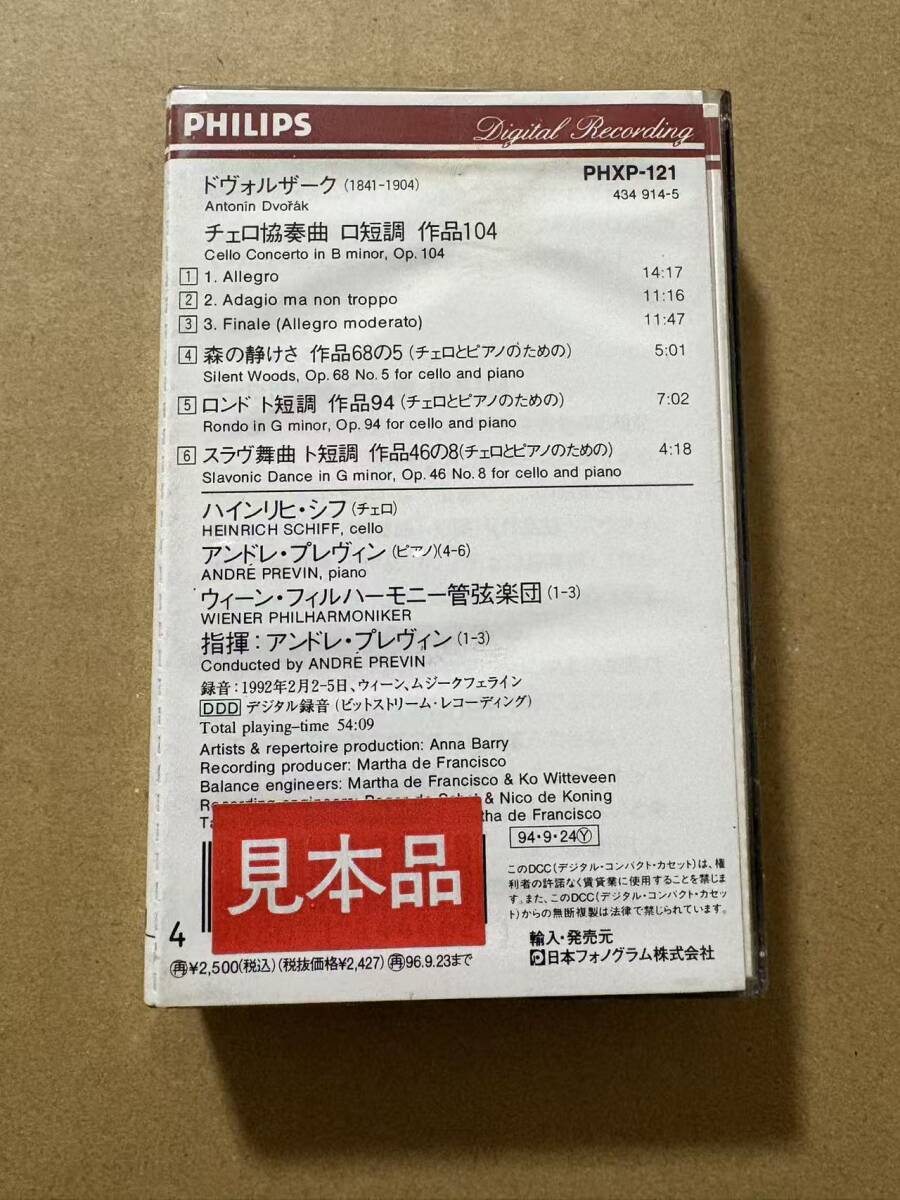 PHILIPS
Digital Recording
PHXP-121
434 914-5
ドヴォルザーク (1841-1904)
Antonín Dvořák
チェロ協奏曲 ロ短調 作品104
Cello Concerto in B minor, Op. 104
1 1. Allegro 14:17
2 2. Adagio ma non troppo 11:16
3 3. Finale (Allegro moderato) 11:47
4 森の静けさ 作品68の5 (チェロとピアノのための) 5:01
Silent Woods, Op. 68 No. 5 for cello and piano
5 ロンド ト短調 作品94 (チェロとピアノのための) 7:02
Rondo in G minor, Op. 94 for cello and piano
6 スラヴ舞曲 ト短調 作品46の8 (チェロとピアノのための) 4:18
Slavonic Dance in G minor, Op. 46 No. 8 for cello and piano
ハインリヒ・シフ (チェロ)
HEINRICH SCHIFF, cello
アンドレ・プレヴィン (ピアノ)(4-6)
ANDRÉ PREVIN, piano
ウィーン・フィルハーモニー管弦楽団 (1-3)
WIENER PHILHARMONIKER
指揮：アンドレ・プレヴィン (1-3)
Conducted by ANDRÉ PREVIN
録音：1992年2月2-5日、ウィーン、ムジークフェライン
DDD デジタル録音 (ビットストリーム・レコーディング)
Total playing-time 54:09
Artists & repertoire production: Anna Barry
Recording producer: Martha de Francisco
Balance engineers: Martha de Francisco & Ko Witteveen
& Nico de Koning
de Francisco
94・9・24Ⓨ
見本品
このDCC(デジタル・コンパクト・カセット)は、権
利者の許諾なく賃貸業に使用することを禁じま
す。また、このDCC(デジタル・コンパクト・カセッ
ト)からの無断複製は法律で禁じられています。
4
輸入・発売元
日本フォノグラム株式会社
㊢¥2,500(税込)(税抜価格¥2,427) ㊢96.9.23まで